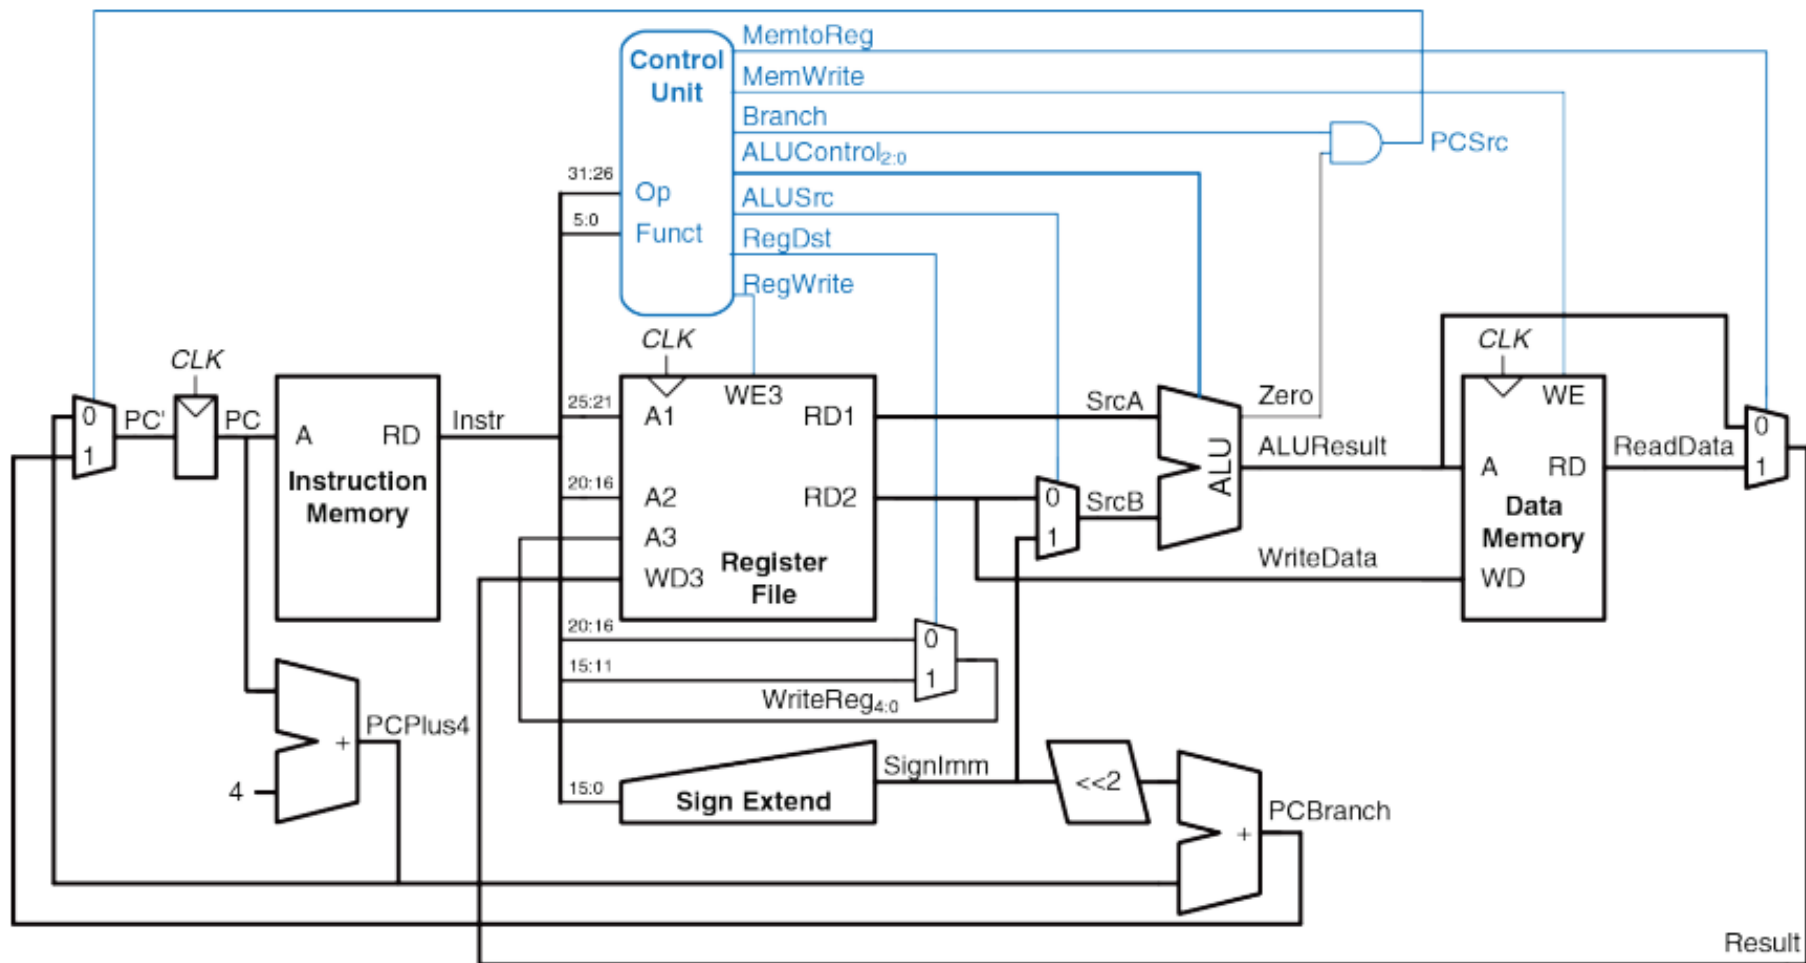 Control
Unit
MemtoReg
MemWrite
Branch
ALUControl2:0
PCSrc
31:26
Op
ALUSrc
5:0
Funct
RegDst
RegWrite
CLK
CLK
CLK
0
PC'
PC
1
A
RD
Instr
Instruction
Memory
25:21
A1
WE3
RD1
SrcA
Zero
WE
0
ALU
ALUResult
A
RD
ReadData
1
20:16
A2
RD2
0
SrcB
1
A3
Data
Memory
Register
File
WD3
WriteData
WD
20:16
0
15:11
1
WriteReg4:0
PCPlus4
+
4
15:0
Sign Extend
SignImm
<<2
PCBranch
+
Result